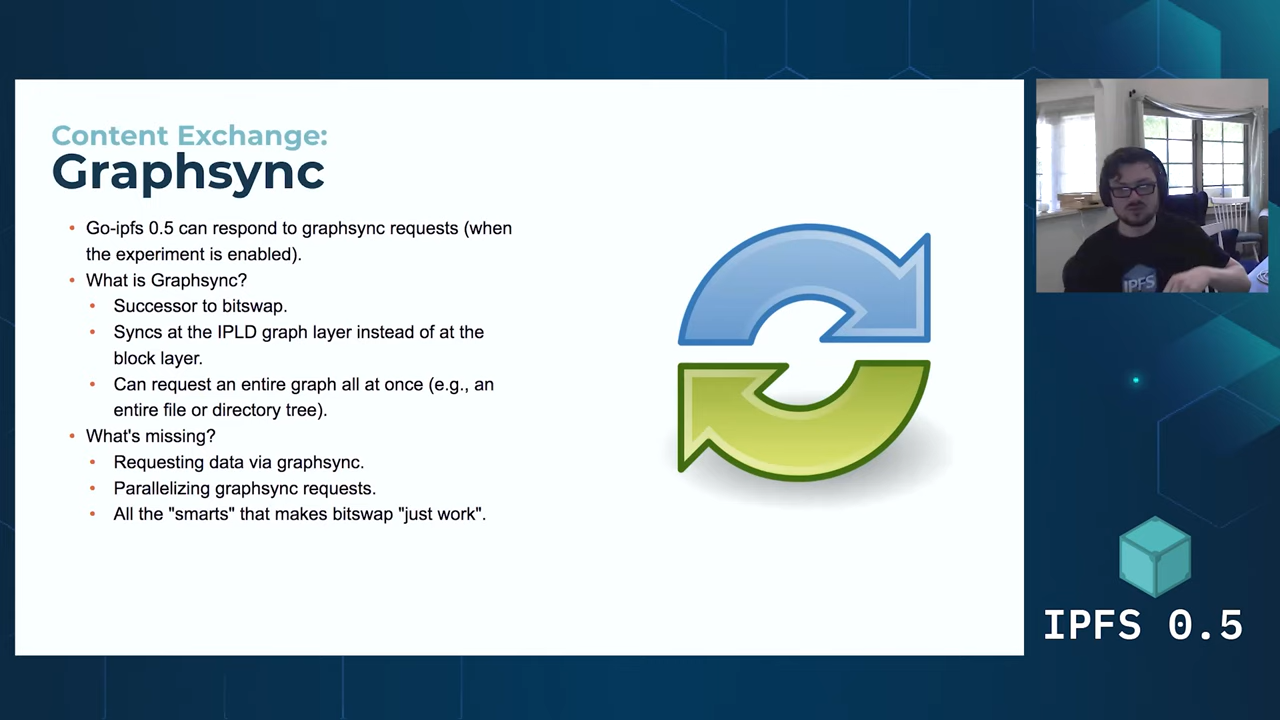 Content Exchange:
Graphsync
• Go-ipfs 0.5 can respond to graphsync requests (when
the experiment is enabled).
• What is Graphsync?
• Successor to bitswap.
• Syncs at the IPLD graph layer instead of at the
block layer.
• Can request an entire graph all at once (e.g., an
entire file or directory tree).
• What's missing?
• Requesting data via graphsync.
• Parallelizing graphsync requests.
• All the "smarts" that makes bitswap "just work".
IPFS
IPFS 0.5